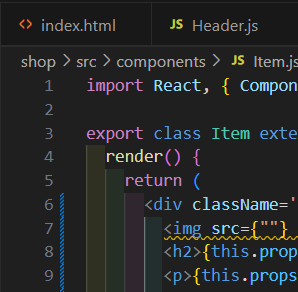 <> index.html JS Header.js
shop > src > components > JS Item.js
1 import React, { Compon
2
3 export class Item exte
4 render() {
5 return (
6 <div className='
7 <img src={""}
8 <h2>{this.prop
9 <p>{this.props